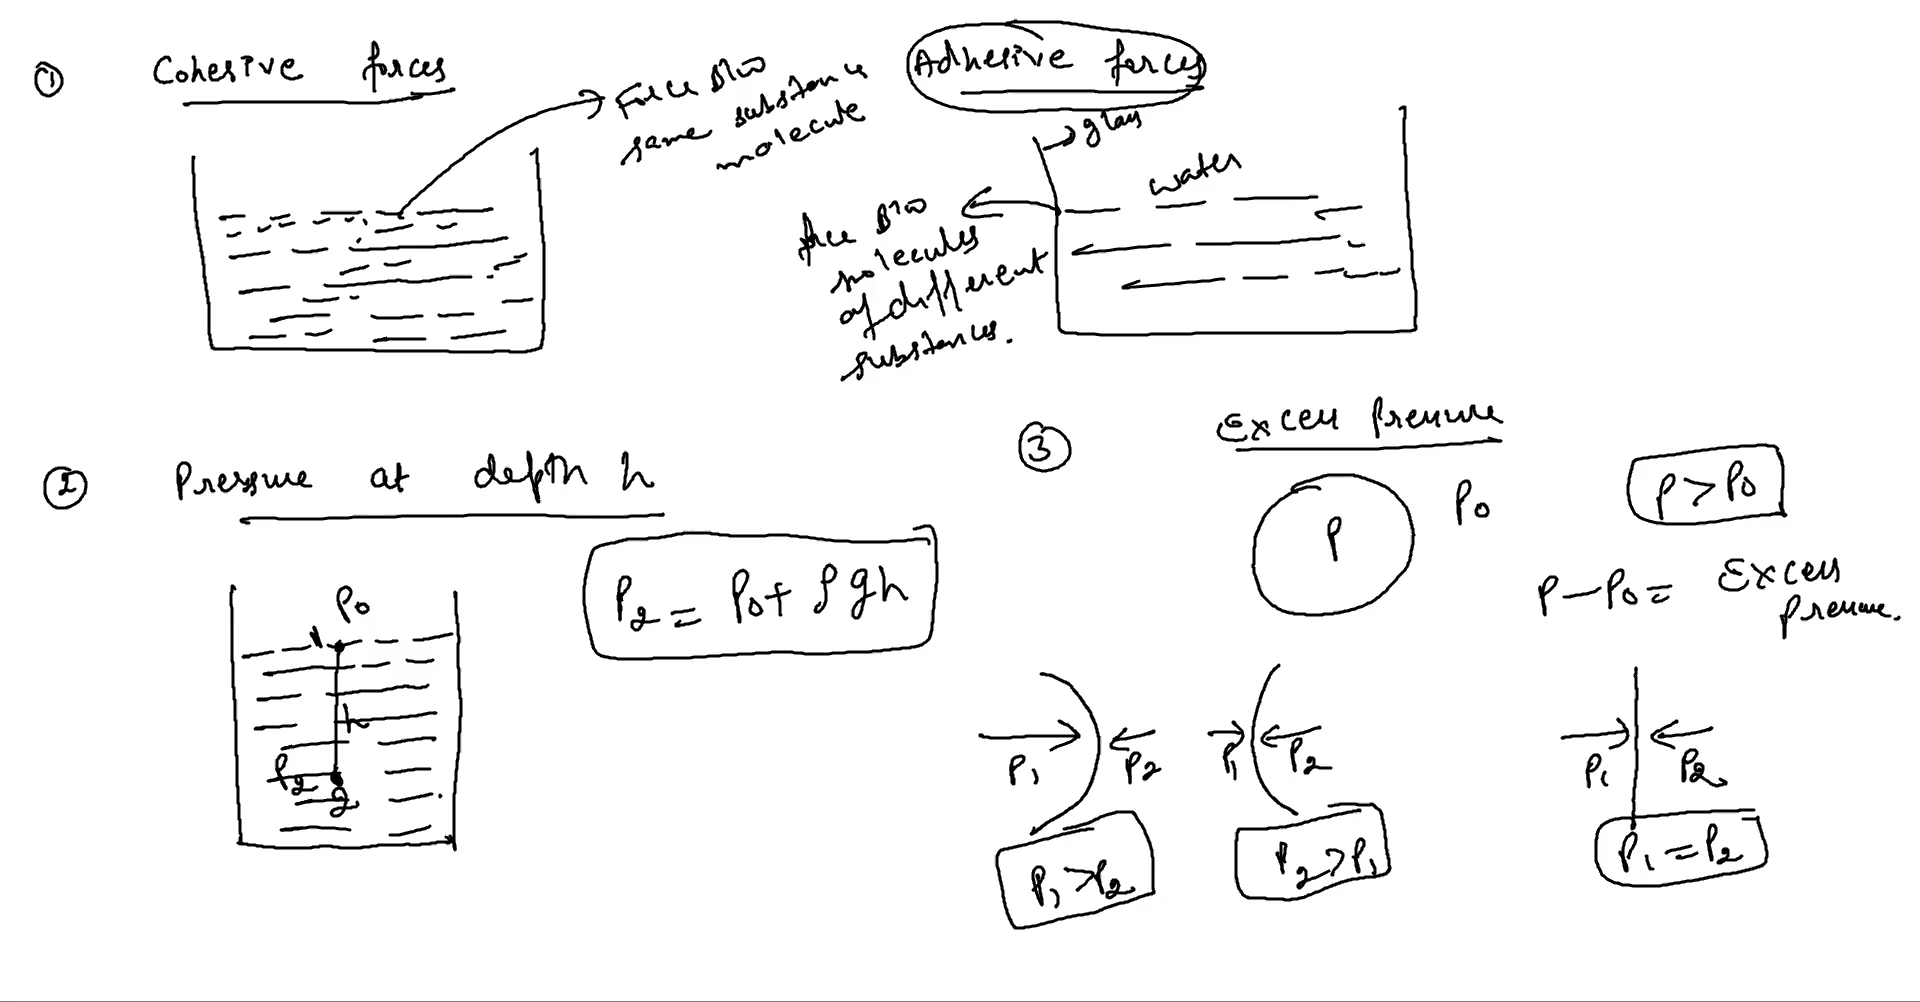 ① Cohesive forces
Force B/w
same substance
molecule
Adhesive forces
glass
water
force B/w
molecules
of different
substances.
② Pressure at depth h
P₂ = P₀ + ρgh
P₀
1
h
P₂
2
③ Excess Pressure
P
P₀
P > P₀
P - P₀ = Excess
pressure.
P₁ P₂
P₁ > P₂
P₁ P₂
P₂ > P₁
P₁ P₂
P₁ = P₂